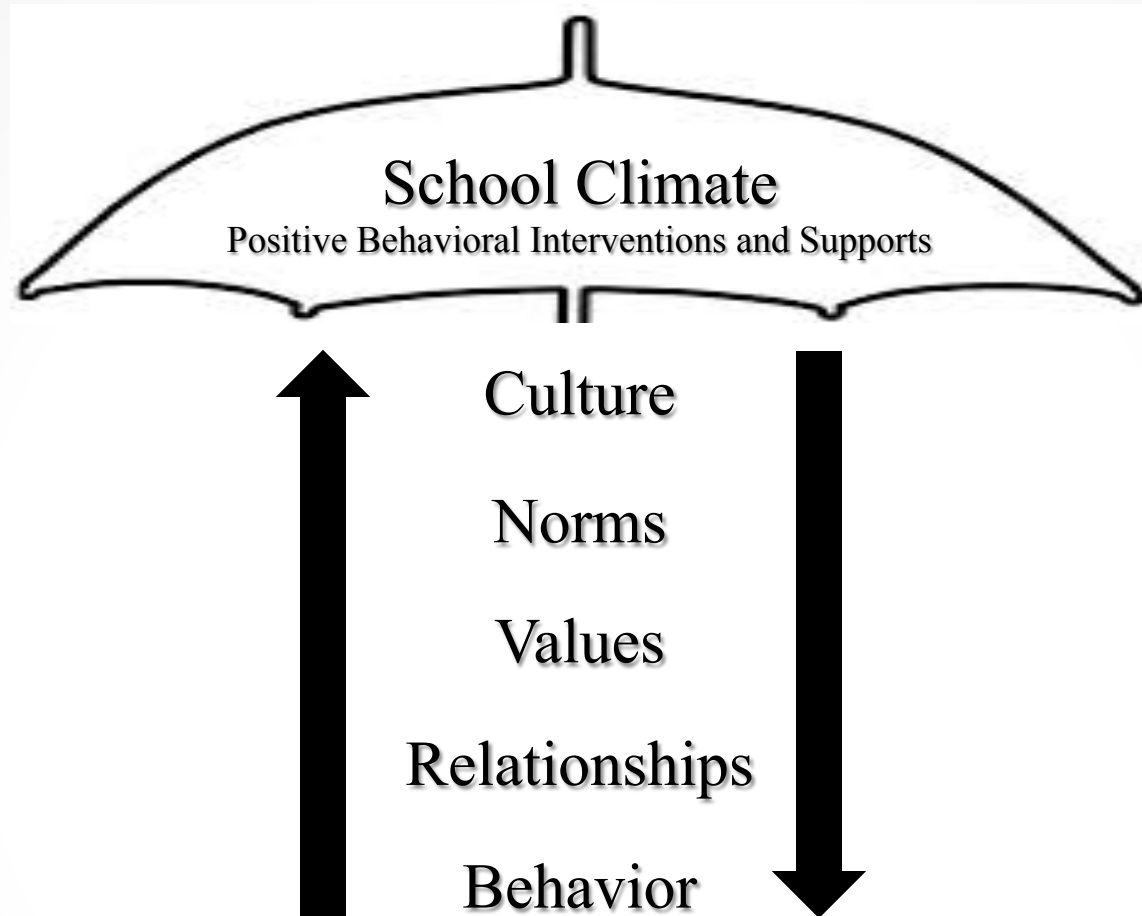 School Climate
Positive Behavioral Interventions and Supports
Culture
Norms
Values
Relationships
Behavior